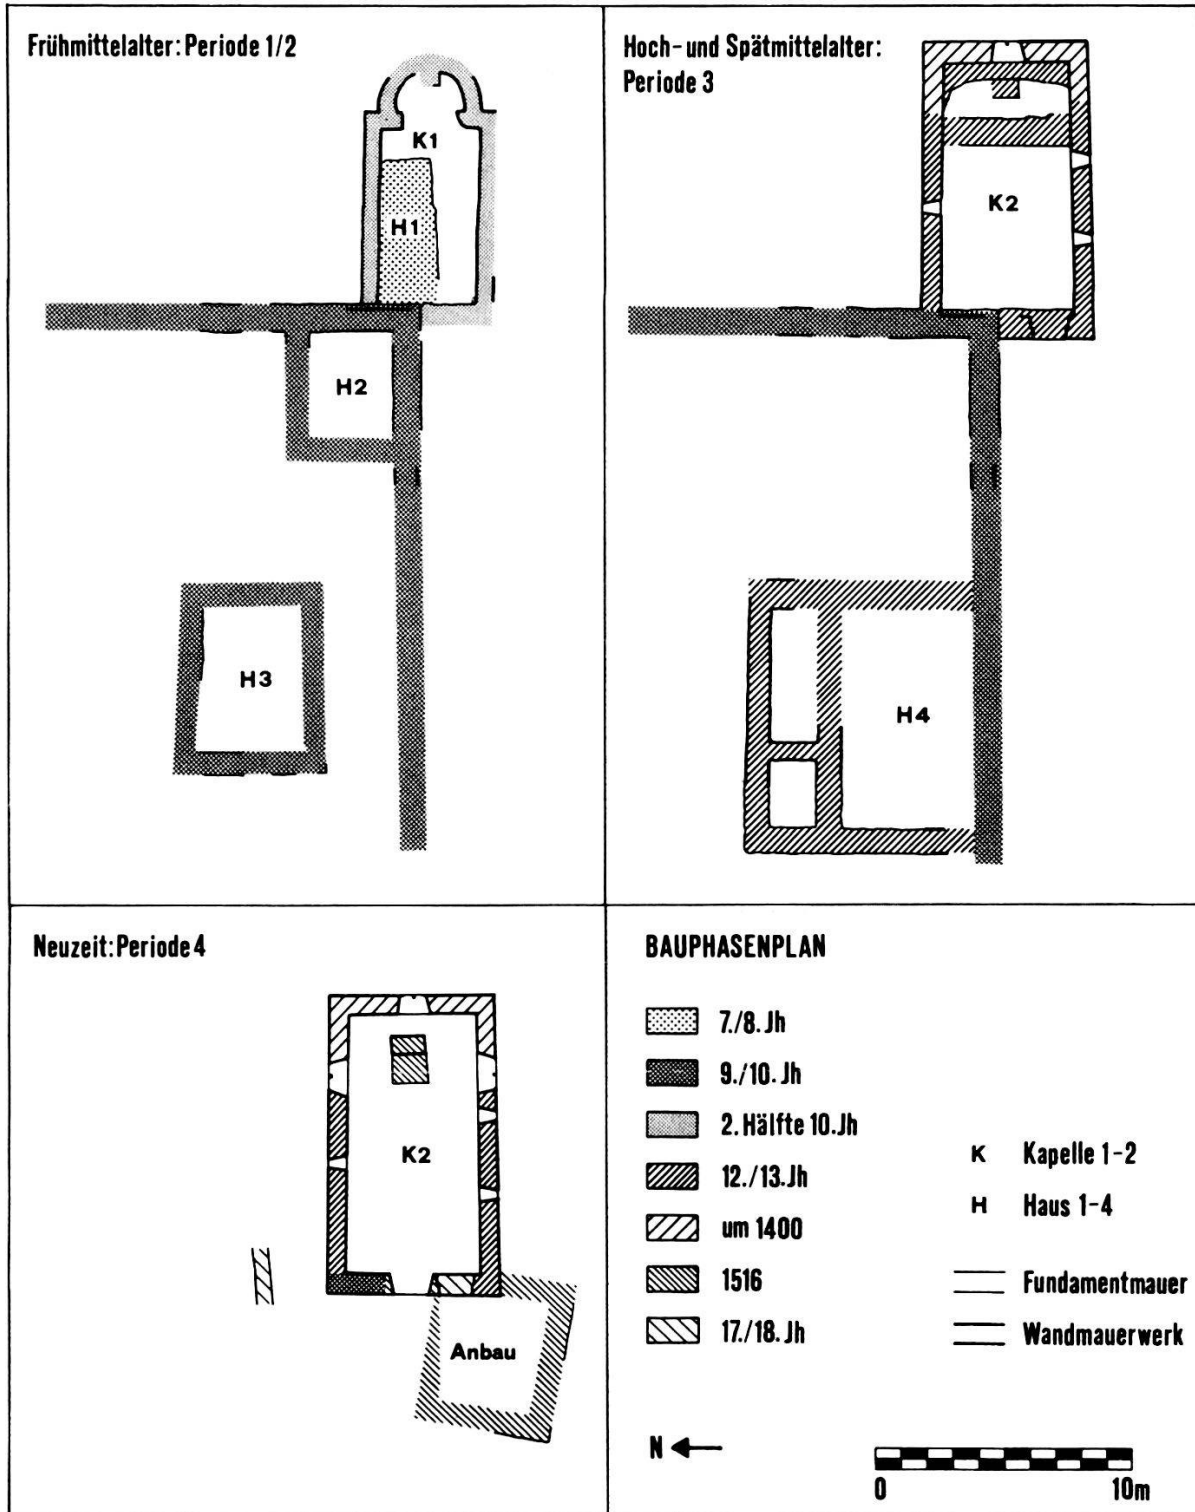 Frühmittelalter: Periode 1/2
K1
H1
H2
H3
Hoch- und Spätmittelalter:
Periode 3
K2
H4
Neuzeit: Periode 4
K2
Anbau
BAUPHASENPLAN
7./8. Jh
9./10. Jh
2. Hälfte 10. Jh
12./13. Jh
um 1400
1516
17./18. Jh
K Kapelle 1-2
H Haus 1-4
Fundamentmauer
Wandmauerwerk
N
0 10m